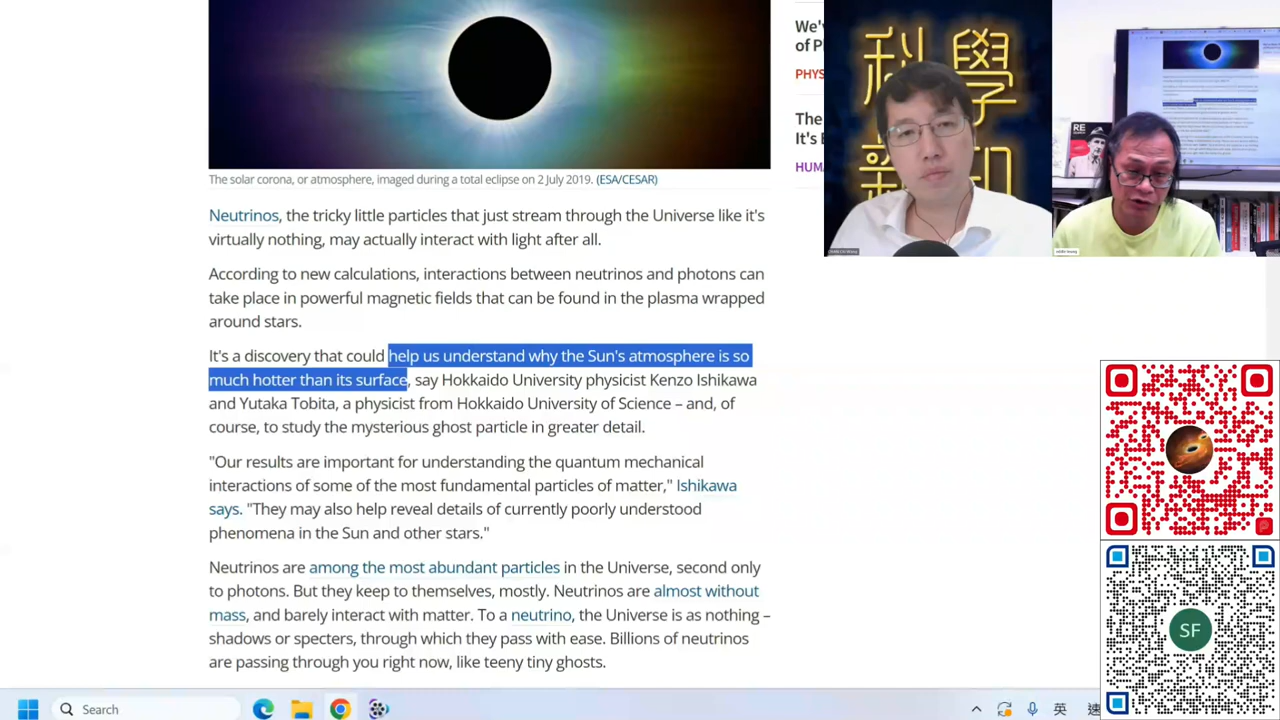 The solar corona, or atmosphere, imaged during a total eclipse on 2 July 2019. (ESA/CESAR)
Neutrinos, the tricky little particles that just stream through the Universe like it's
virtually nothing, may actually interact with light after all.
According to new calculations, interactions between neutrinos and photons can
take place in powerful magnetic fields that can be found in the plasma wrapped
around stars.
It's a discovery that could help us understand why the Sun's atmosphere is so
much hotter than its surface, say Hokkaido University physicist Kenzo Ishikawa
and Yutaka Tobita, a physicist from Hokkaido University of Science – and, of
course, to study the mysterious ghost particle in greater detail.
"Our results are important for understanding the quantum mechanical
interactions of some of the most fundamental particles of matter," Ishikawa
says. "They may also help reveal details of currently poorly understood
phenomena in the Sun and other stars."
Neutrinos are among the most abundant particles in the Universe, second only
to photons. But they keep to themselves, mostly. Neutrinos are almost without
mass, and barely interact with matter. To a neutrino, the Universe is as nothing –
shadows or specters, through which they pass with ease. Billions of neutrinos
are passing through you right now, like teeny tiny ghosts.
We'
of Pl
PHYS
The
It's E
HUMA
科學
新知
RE
SF
Search
英
速